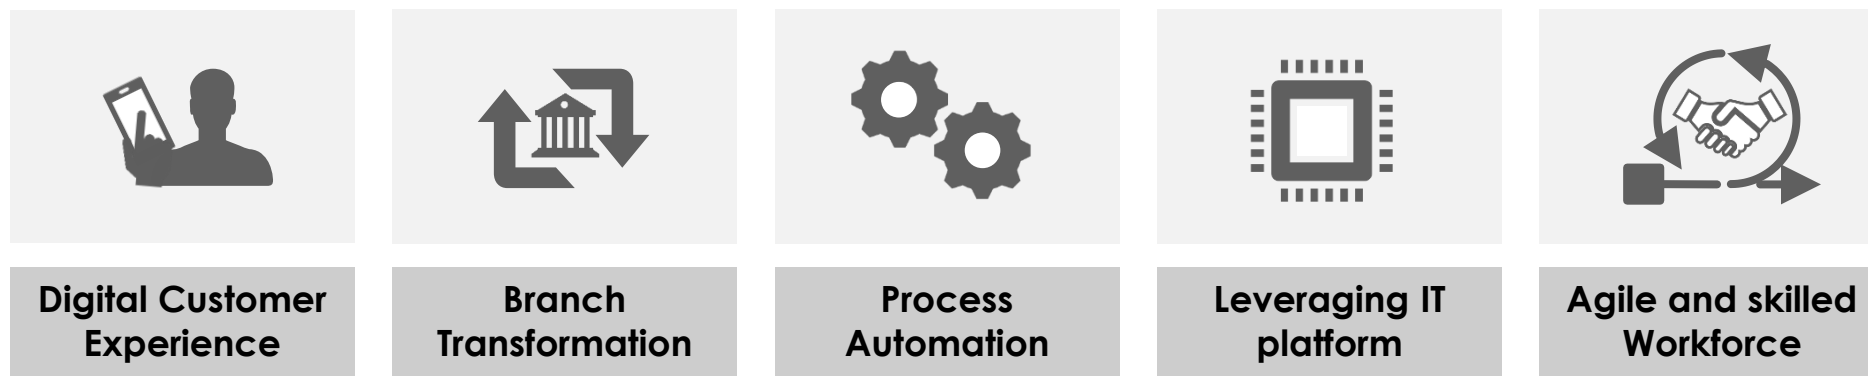 Digital Customer
Experience
Branch
Transformation
Process
Automation
Leveraging IT
platform
Agile and skilled
Workforce